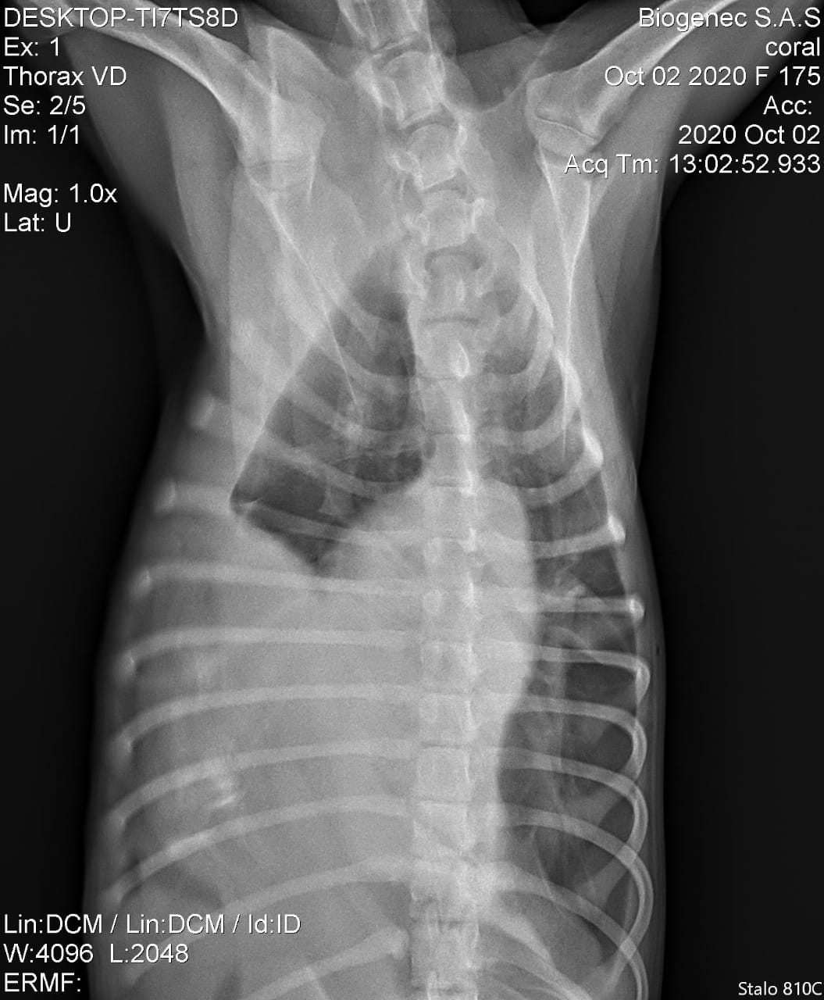 DESKTOP-TI7TS8D
Ex: 1
Thorax VD
Se: 2/5
Im: 1/1
Mag: 1.0x
Lat: U
Biogenec S.A.S
coral
Oct 02 2020 F 175
Acc:
2020 Oct 02
Acq Tm: 13:02:52.933
Lin:DCM / Lin:DCM / Id:ID
W:4096 L:2048
ERMF:
Stalo 810C